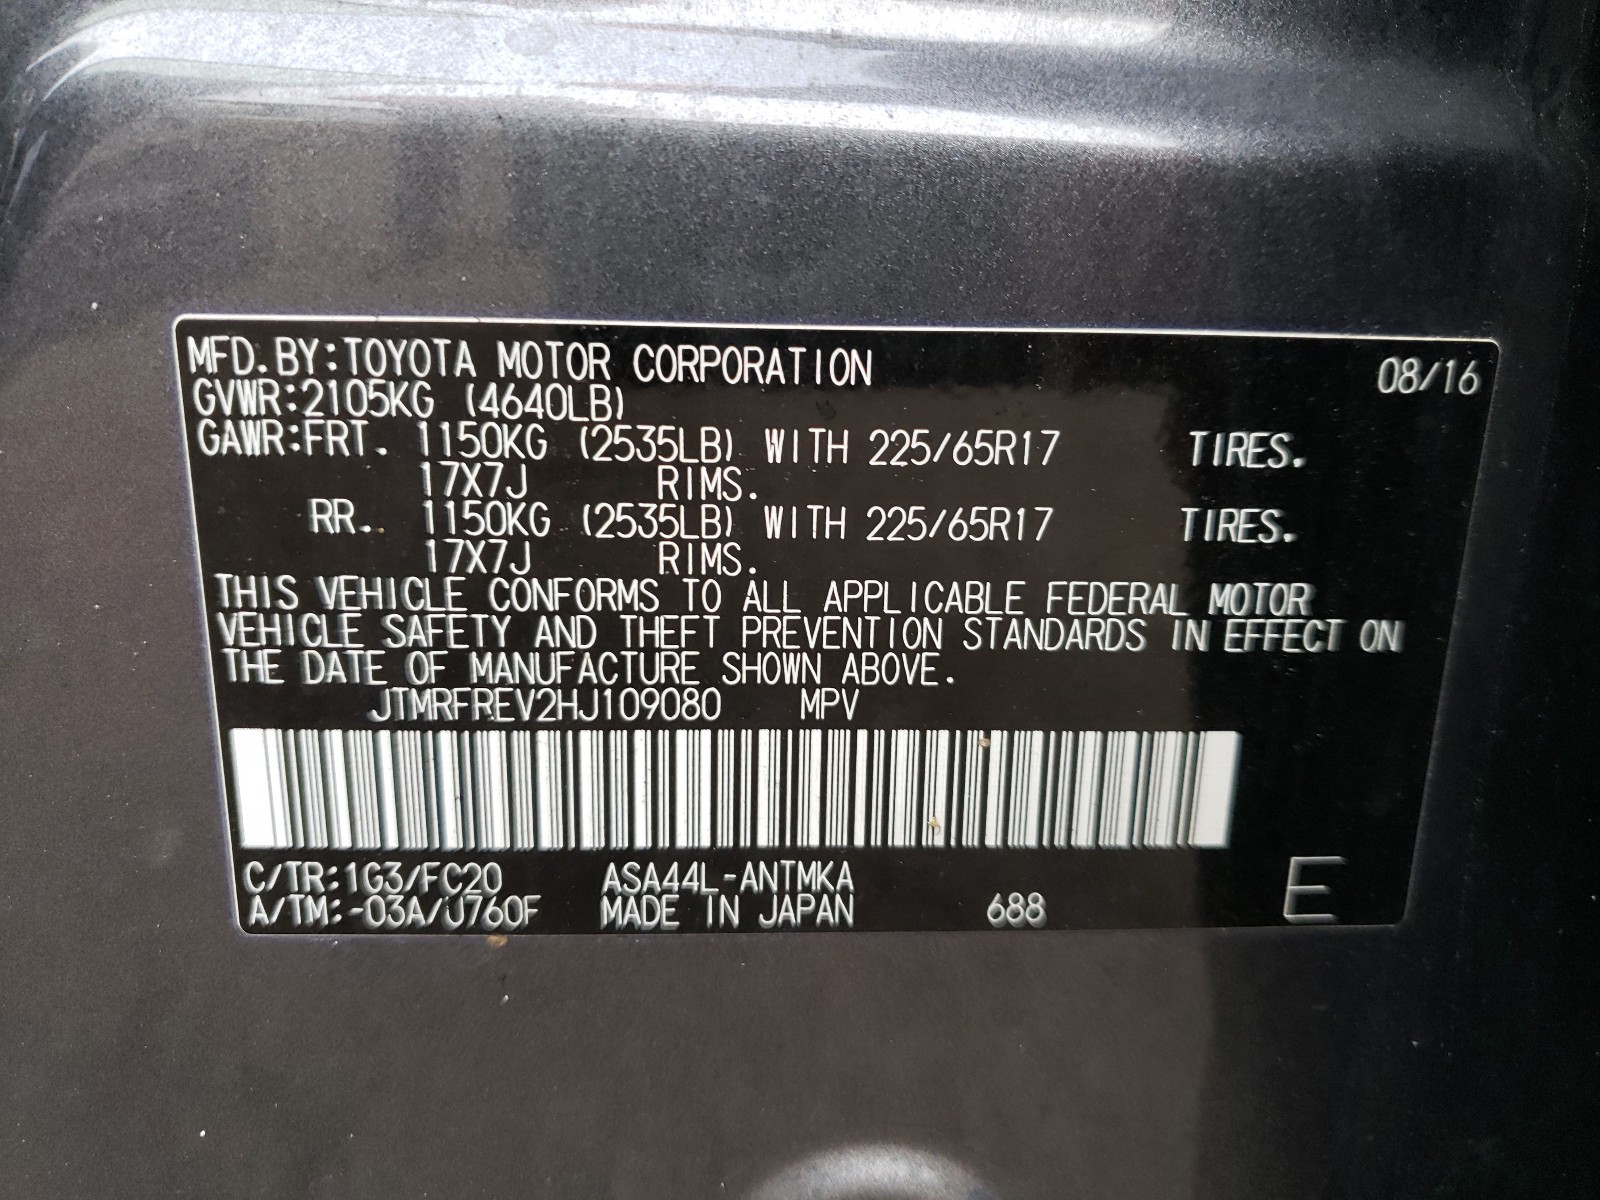 MFD. BY:TOYOTA MOTOR CORPORATION 08/16
GVWR:2105KG (4640LB)
GAWR:FRT. 1150KG (2535LB) WITH 225/65R17 TIRES.
17X7J RIMS.
RR. 1150KG (2535LB) WITH 225/65R17 TIRES.
17X7J RIMS.
THIS VEHICLE CONFORMS TO ALL APPLICABLE FEDERAL MOTOR
VEHICLE SAFETY AND THEFT PREVENTION STANDARDS IN EFFECT ON
THE DATE OF MANUFACTURE SHOWN ABOVE.
JTMRFREV2HJ109080 MPV
C/TR:1G3/FC20 ASA44L-ANTMKA
A/TM:-03A/U760F MADE IN JAPAN 688 E